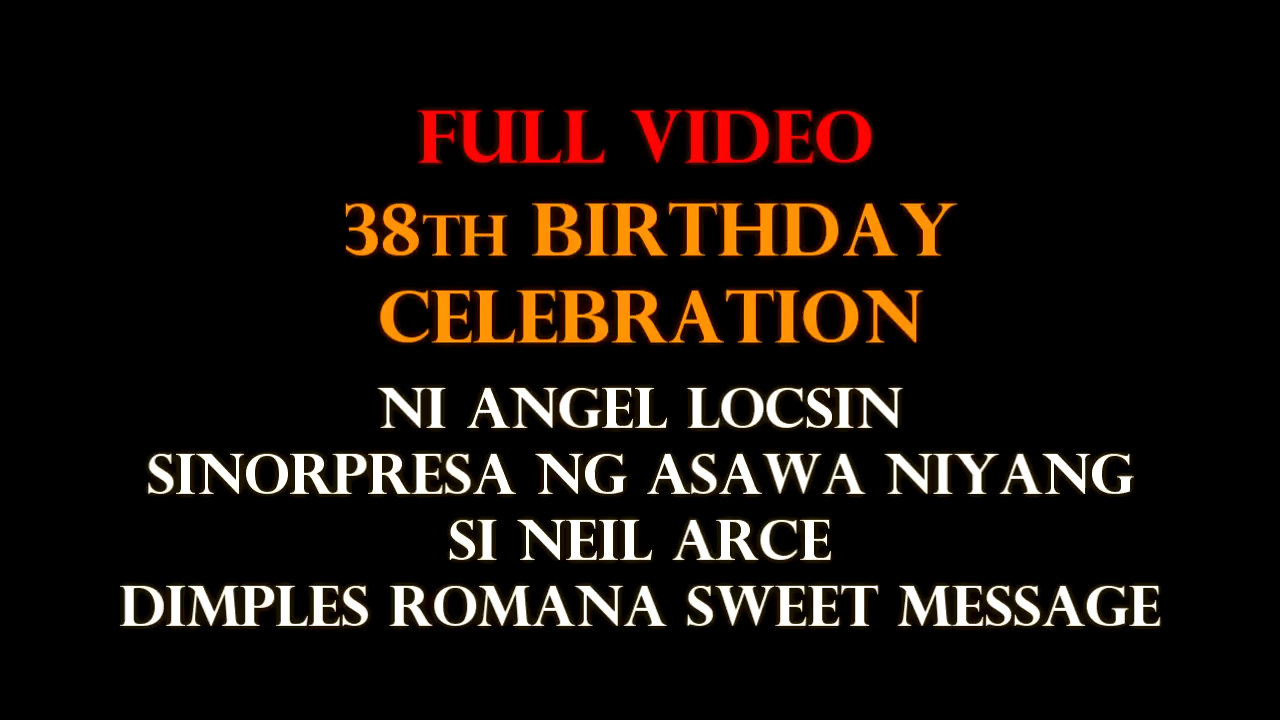 FULL VIDEO
38TH BIRTHDAY
CELEBRATION
NI ANGEL LOCSIN
SINORPRESA NG ASAWA NIYANG
SI NEIL ARCE
DIMPLES ROMANA SWEET MESSAGE